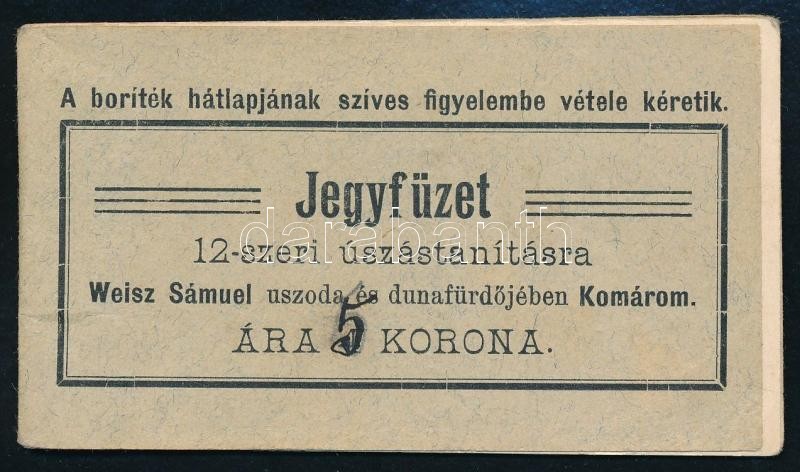 A boríték hátlapjának szíves figyelembe vétele kéretik.
Jegyfüzet
darabanth
12-szeri úszástanításra
Weisz Sámuel uszoda és dunafürdőjében Komárom.
ÁRA 5 KORONA.